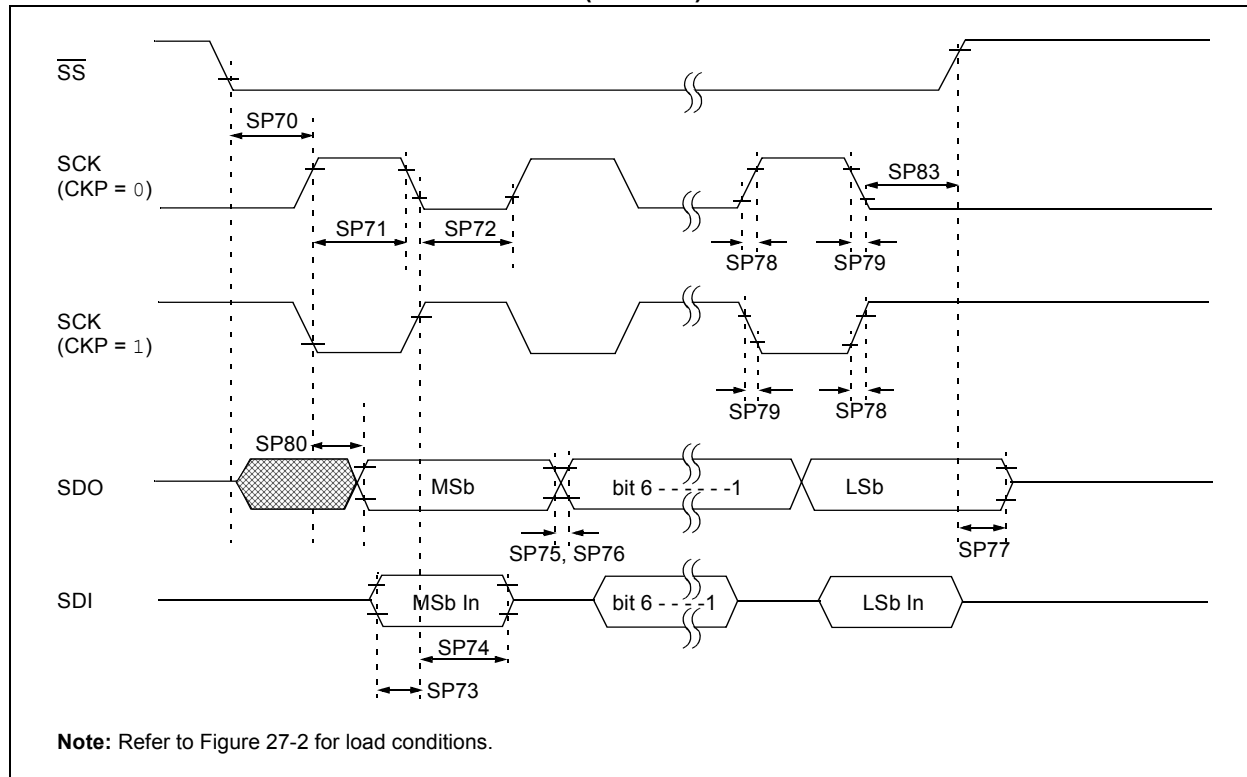 SS
SP70
SCK
(CKP = 0)
SP83
SP71
SP72
SP78
SP79
SCK
(CKP = 1)
SP79
SP78
SP80
SDO
MSb
bit 6 - - - - - -1
LSb
SP75, SP76
SP77
SDI
MSb In
bit 6 - - - -1
LSb In
SP74
SP73
Note: Refer to Figure 27-2 for load conditions.